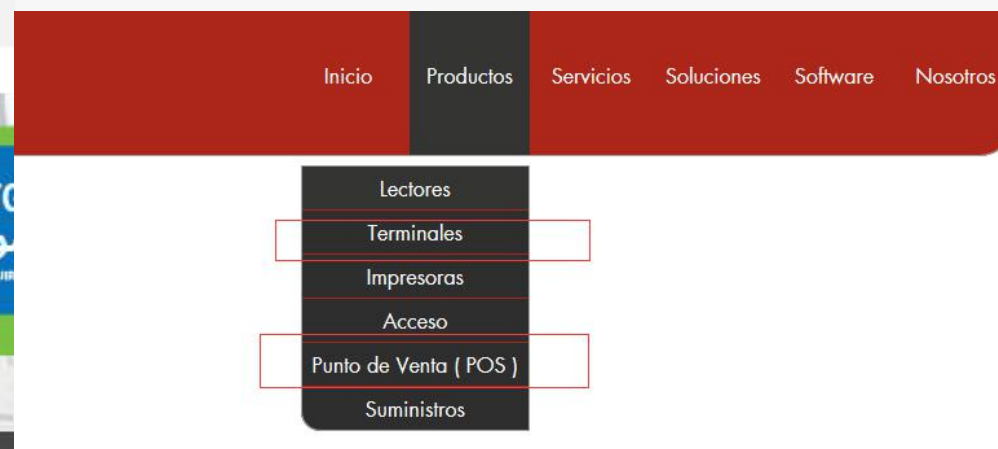 Inicio Productos Servicios Soluciones Software Nosotros
Lectores
Terminales
Impresoras
Acceso
Punto de Venta ( POS )
Suministros